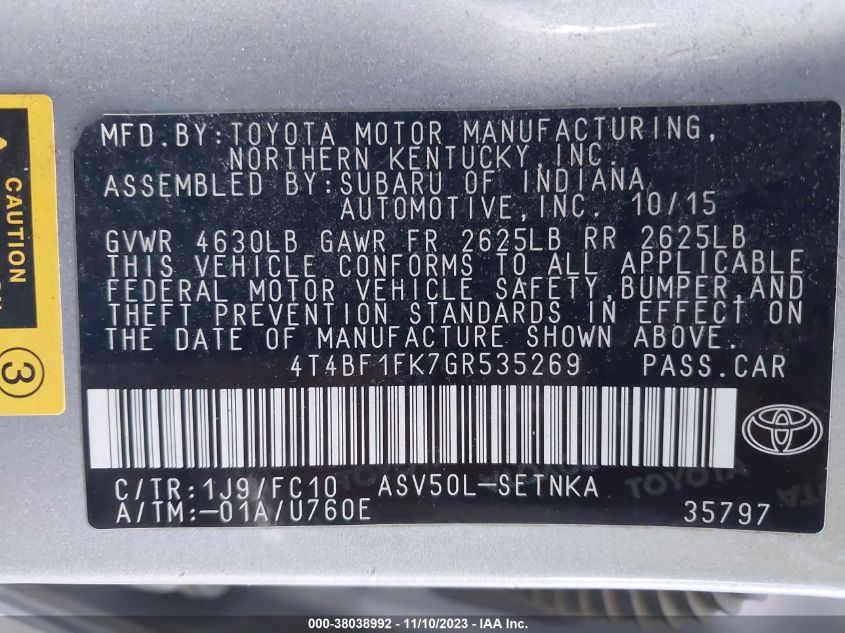 MFD.BY:TOYOTA MOTOR MANUFACTURING,
NORTHERN KENTUCKY,INC.
ASSEMBLED BY:SUBARU OF INDIANA
AUTOMOTIVE,INC. 10/15
GVWR 4630LB GAWR FR 2625LB RR 2625LB
THIS VEHICLE CONFORMS TO ALL APPLICABLE
FEDERAL MOTOR VEHICLE SAFETY,BUMPER,AND
THEFT PREVENTION STANDARDS IN EFFECT ON
THE DATE OF MANUFACTURE SHOWN ABOVE.
4T4BF1FK7GR535269 PASS.CAR
C/TR:1J9/FC10 ASV50L-SETNKA
A/TM:-01A/U760E 35797
TOYOTA
CAUTION
3
000-38038992 - 11/10/2023 - © IAA Inc.